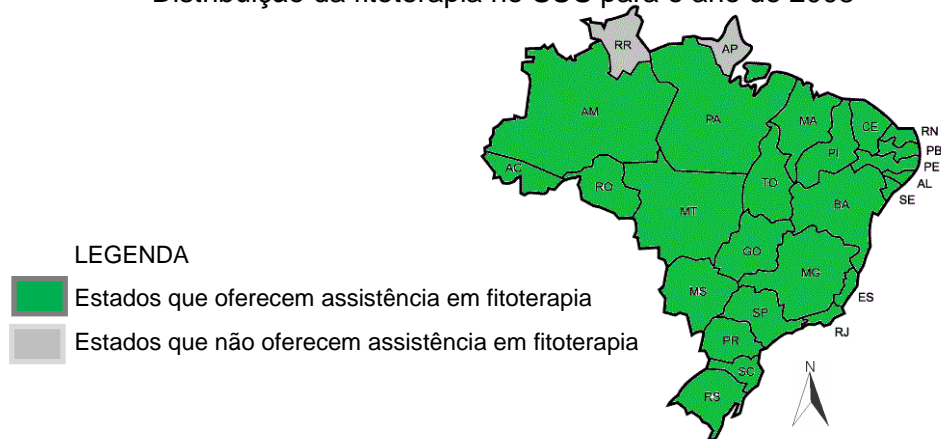 Distribuição da fitoterapia no SUS para o ano de
RR
AP
AM
PA
MA
CE
RN
PB
PE
AL
SE
PI
AC
RO
TO
BA
MT
GO
MG
ES
MS
SP
RJ
PR
SC
RS
N
LEGENDA
Estados que oferecem assistência em fitoterapia
Estados que não oferecem assistência em fitoterapia